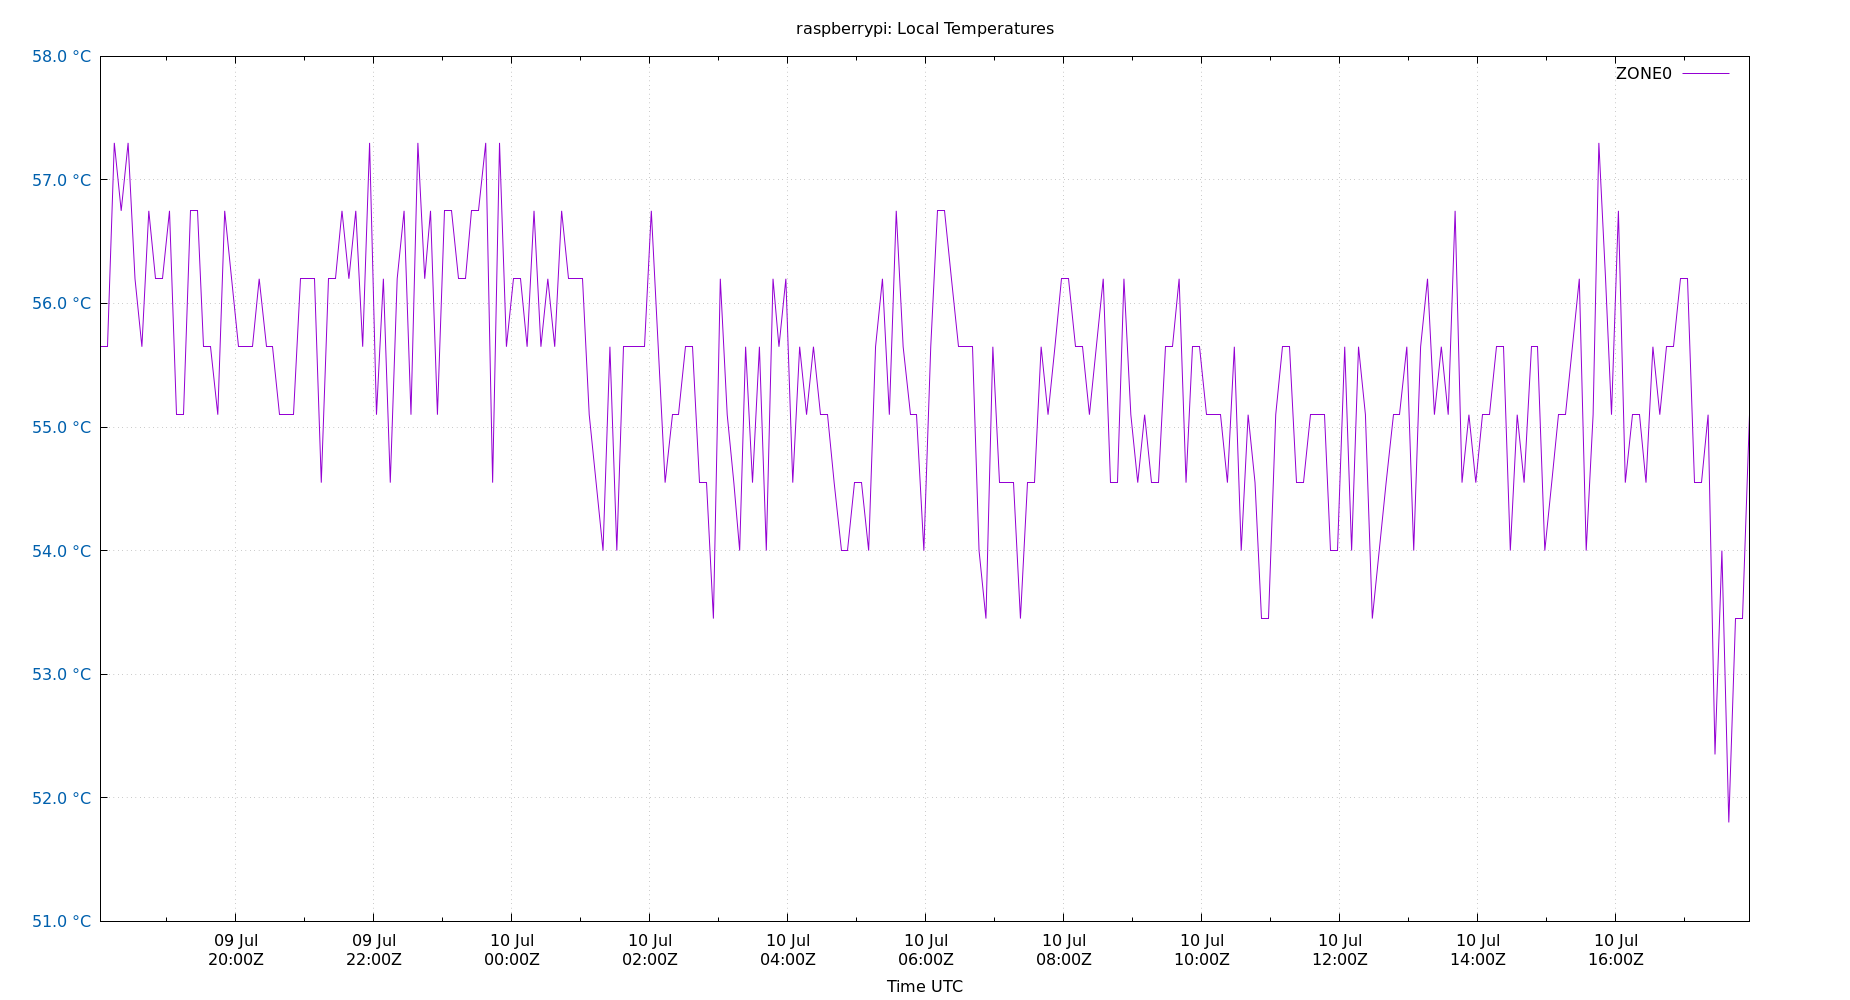 raspberrypi: Local Temperatures
58.0 °C
ZONE0
57.0 °C
56.0 °C
55.0 °C
54.0 °C
53.0 °C
52.0 °C
51.0 °C
09 Jul 09 Jul 10 Jul 10 Jul 10 Jul 10 Jul 10 Jul 10 Jul 10 Jul 10 Jul 10 Jul
20:00Z 22:00Z 00:00Z 02:00Z 04:00Z 06:00Z 08:00Z 10:00Z 12:00Z 14:00Z 16:00Z
Time UTC